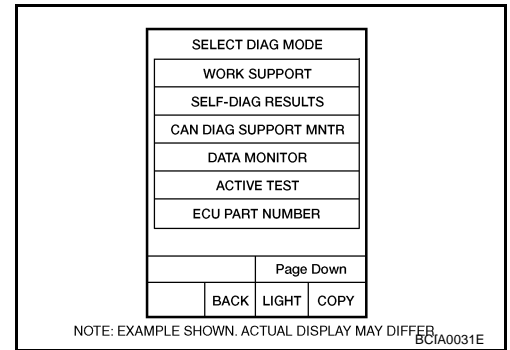 SELECT DIAG MODE
WORK SUPPORT
SELF-DIAG RESULTS
CAN DIAG SUPPORT MNTR
DATA MONITOR
ACTIVE TEST
ECU PART NUMBER
Page Down
BACK LIGHT COPY
NOTE: EXAMPLE SHOWN. ACTUAL DISPLAY MAY DIFFER.
BCIA0031E